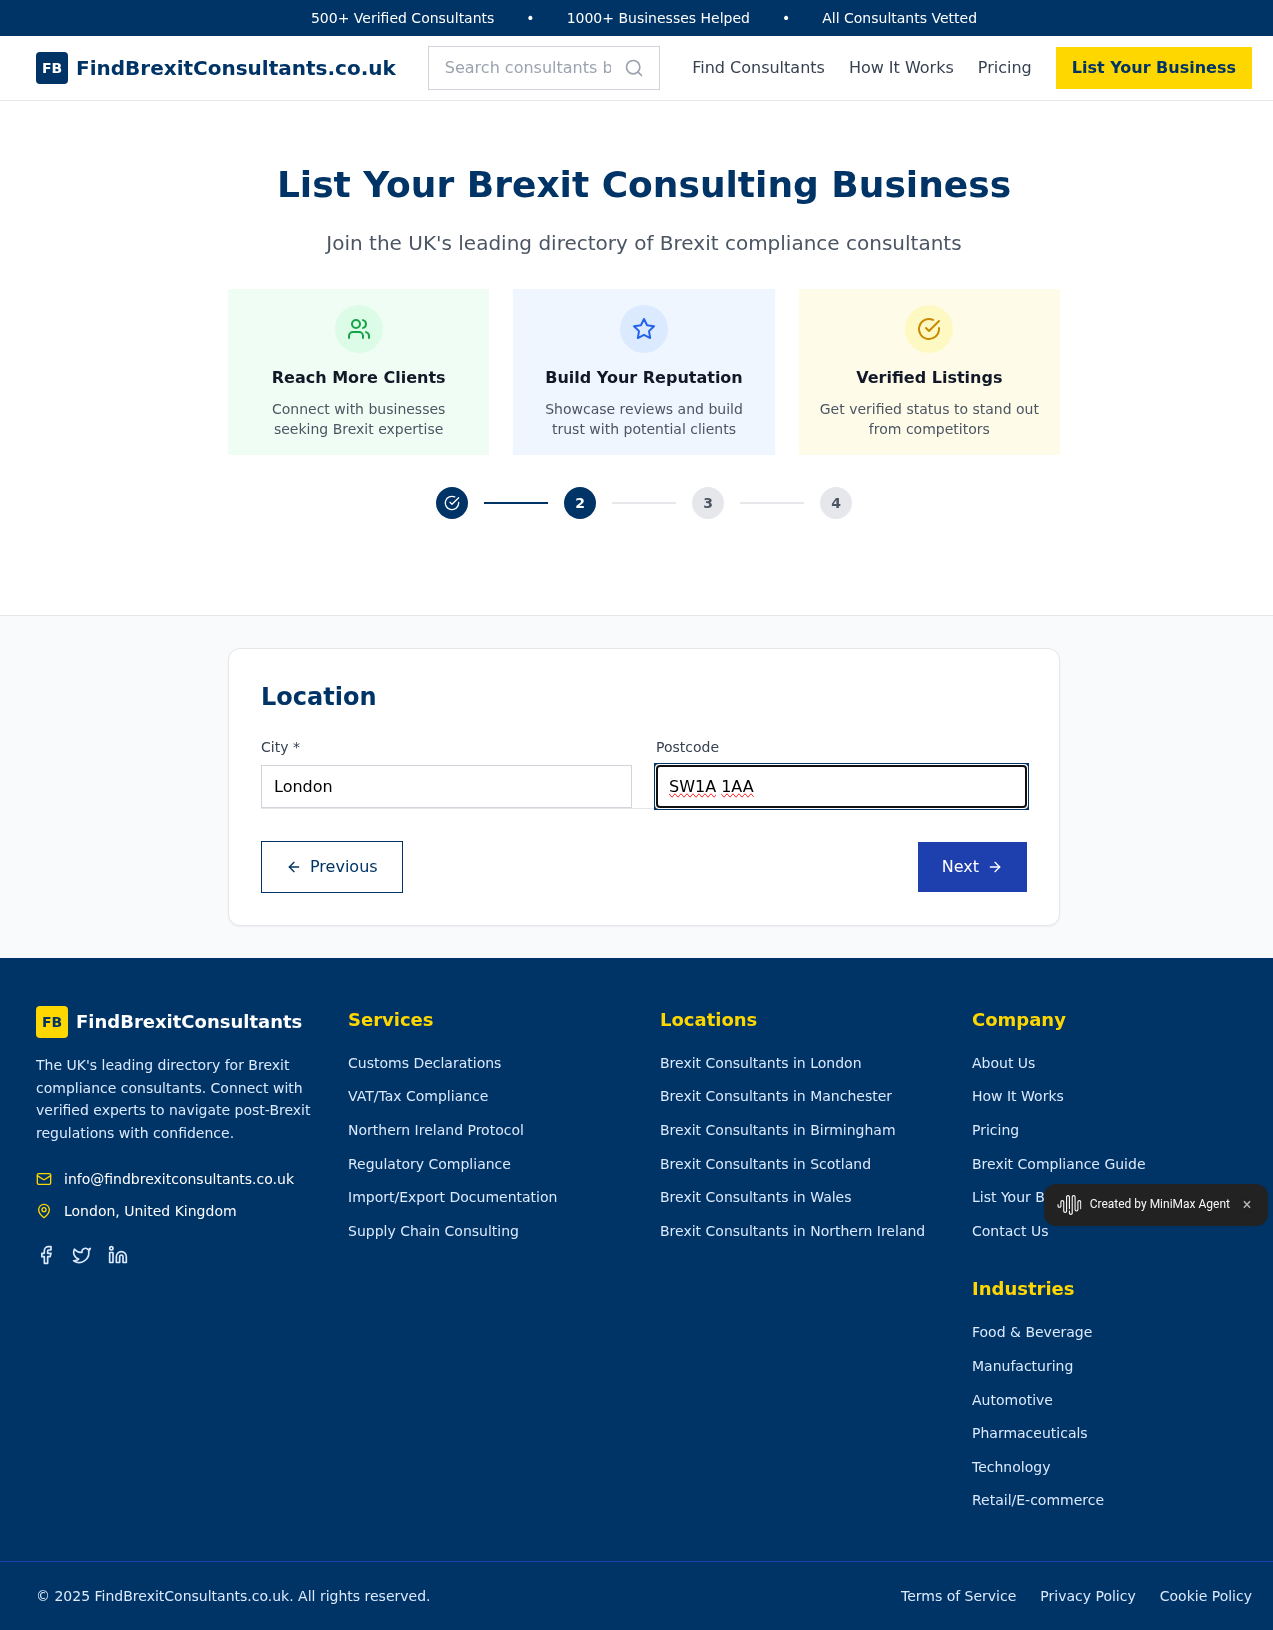 500+ Verified Consultants • 1000+ Businesses Helped • All Consultants Vetted
FB FindBrexitConsultants.co.uk
Search consultants b
Find Consultants How It Works Pricing List Your Business
List Your Brexit Consulting Business
Join the UK's leading directory of Brexit compliance consultants
Reach More Clients
Connect with businesses
seeking Brexit expertise
Build Your Reputation
Showcase reviews and build
trust with potential clients
Verified Listings
Get verified status to stand out
from competitors
2 3 4
Location
City *
London
Postcode
SW1A 1AA
Previous
Next
FB FindBrexitConsultants
The UK's leading directory for Brexit
compliance consultants. Connect with
verified experts to navigate post-Brexit
regulations with confidence.
info@findbrexitconsultants.co.uk
London, United Kingdom
Services
Customs Declarations
VAT/Tax Compliance
Northern Ireland Protocol
Regulatory Compliance
Import/Export Documentation
Supply Chain Consulting
Locations
Brexit Consultants in London
Brexit Consultants in Manchester
Brexit Consultants in Birmingham
Brexit Consultants in Scotland
Brexit Consultants in Wales
Brexit Consultants in Northern Ireland
Company
About Us
How It Works
Pricing
Brexit Compliance Guide
List Your B
Contact Us
Created by MiniMax Agent ×
Industries
Food & Beverage
Manufacturing
Automotive
Pharmaceuticals
Technology
Retail/E-commerce
© 2025 FindBrexitConsultants.co.uk. All rights reserved.
Terms of Service Privacy Policy Cookie Policy